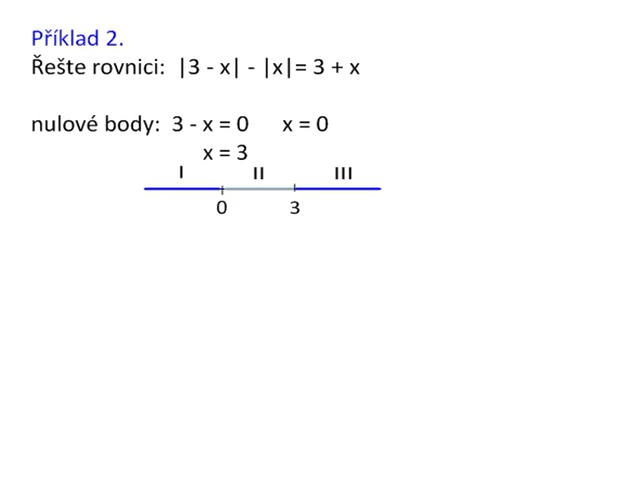 Příklad 2.
Řešte rovnici: |3 - x| - |x|= 3 + x
nulové body: 3 - x = 0 x = 0
x = 3
I II III
0 3